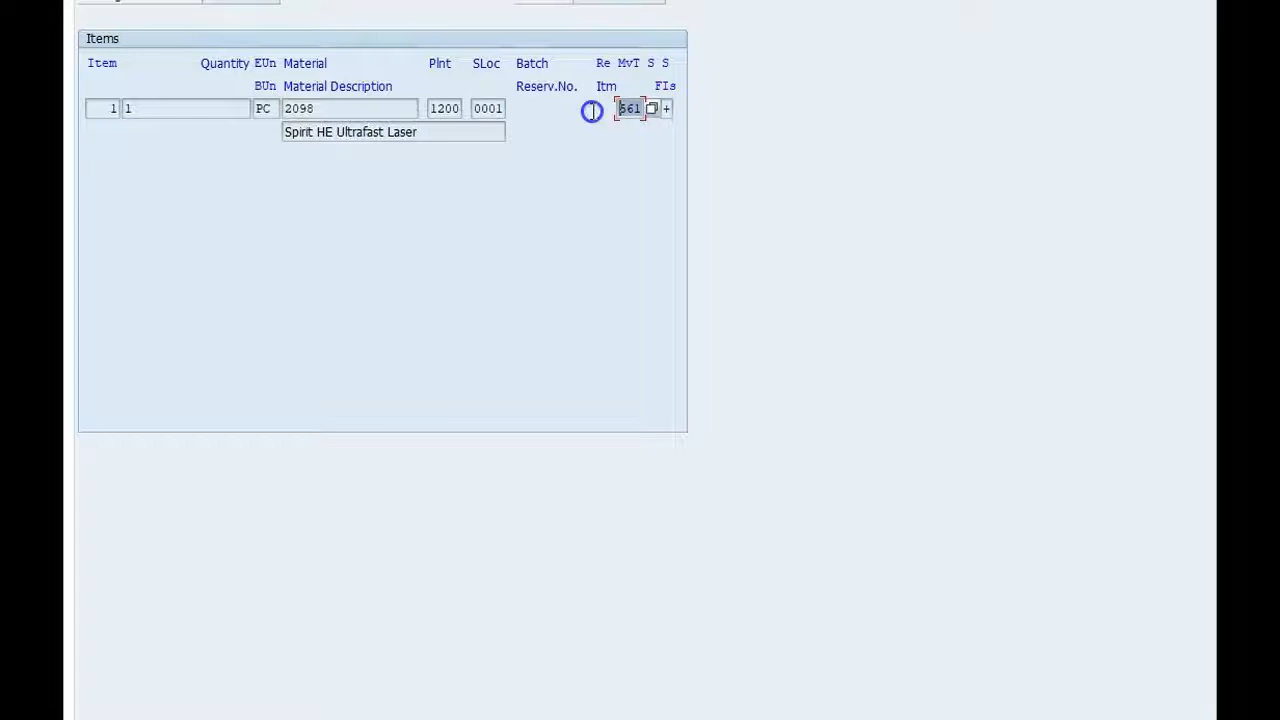 Items
Item Quantity EUn Material Plnt SLoc Batch Re MvT S S
BUn Material Description Reserv.No. Itm FIs
1 1 PC 2098 1200 0001 561 +
Spirit HE Ultrafast Laser